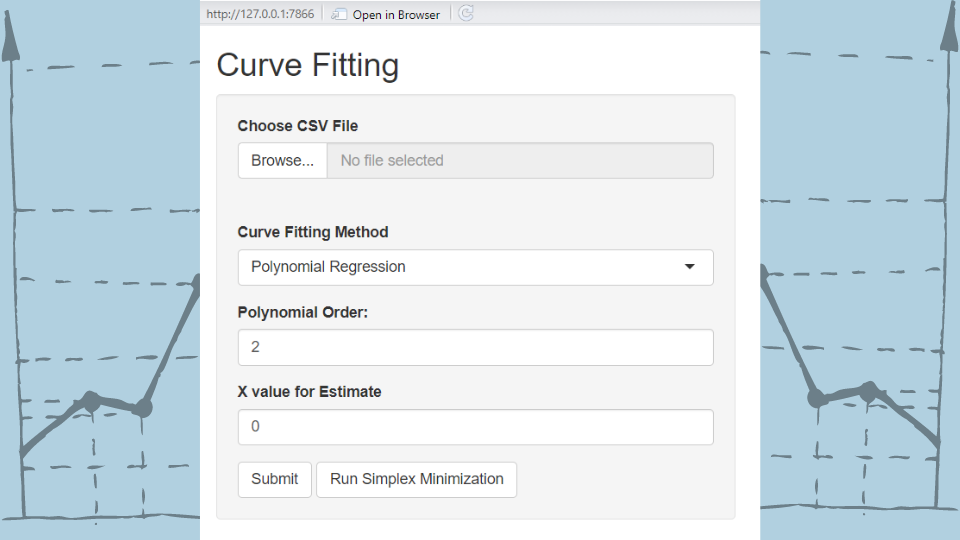 http://127.0.0.1:7866 Open in Browser
Curve Fitting
Choose CSV File
Browse... No file selected
Curve Fitting Method
Polynomial Regression
Polynomial Order:
2
X value for Estimate
0
Submit Run Simplex Minimization